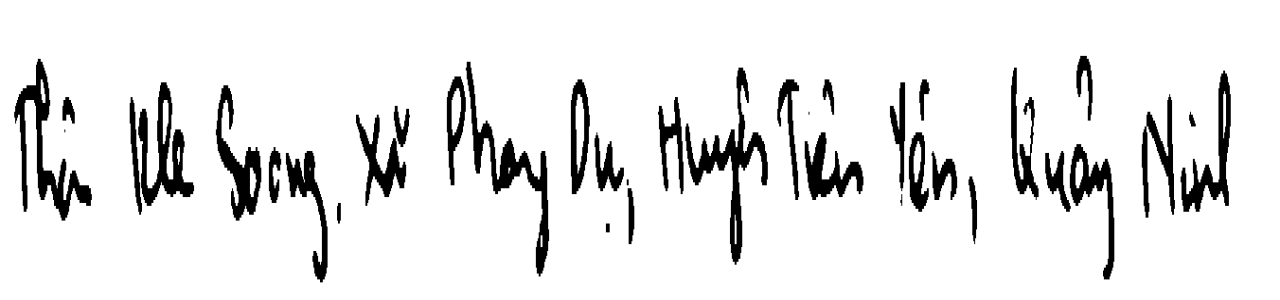 Thôn Khe Soong, Xã Phong Dụ, Huyện Tiên Yên, Quảng Ninh